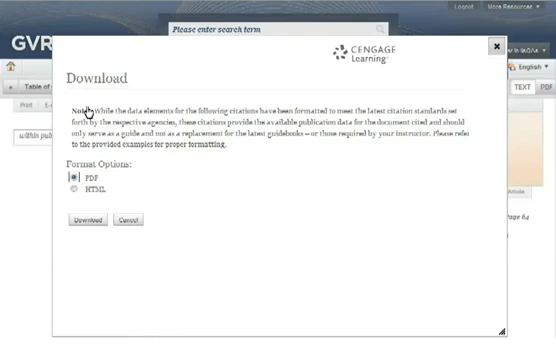 Logout More Resources
Please enter search term
GVR
CENGAGE
Learning
English
Download
Table of
TEXT PDF
Print
Note: While the data elements for the following citations have been formatted to meet the latest citation standards set
forth by the respective agencies, these citations provide the available publication data for the document cited and should
only serve as a guide and not as a replacement for the latest guidebooks -- or those required by your instructor. Please refer
to the provided examples for proper formatting.
within pub
Format Options:
PDF
HTML
Article
Download Cancel
Page 64